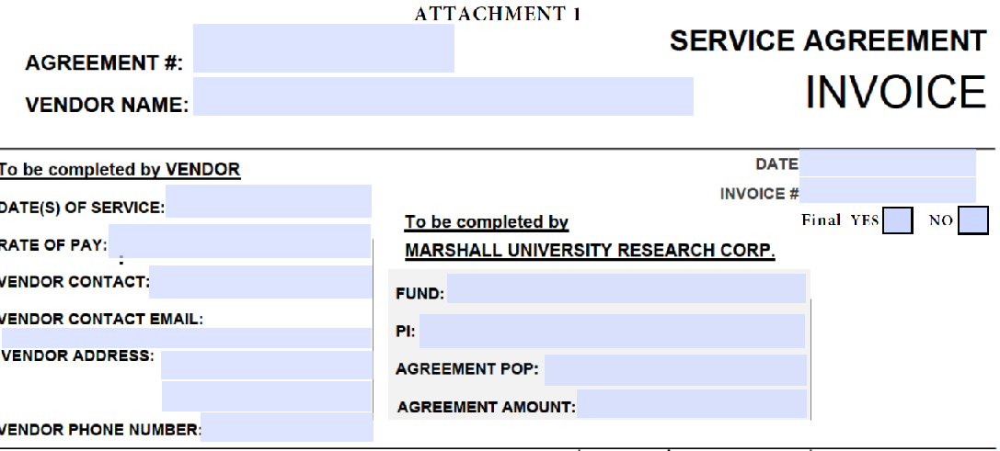 ATTACHMENT 1
SERVICE AGREEMENT
AGREEMENT #:
INVOICE
VENDOR NAME:
To be completed by VENDOR
DATE
INVOICE #
DATE(S) OF SERVICE:
Final YES NO
To be completed by
MARSHALL UNIVERSITY RESEARCH CORP.
RATE OF PAY:
VENDOR CONTACT:
VENDOR CONTACT EMAIL:
VENDOR ADDRESS:
VENDOR PHONE NUMBER:
FUND:
PI:
AGREEMENT POP:
AGREEMENT AMOUNT: